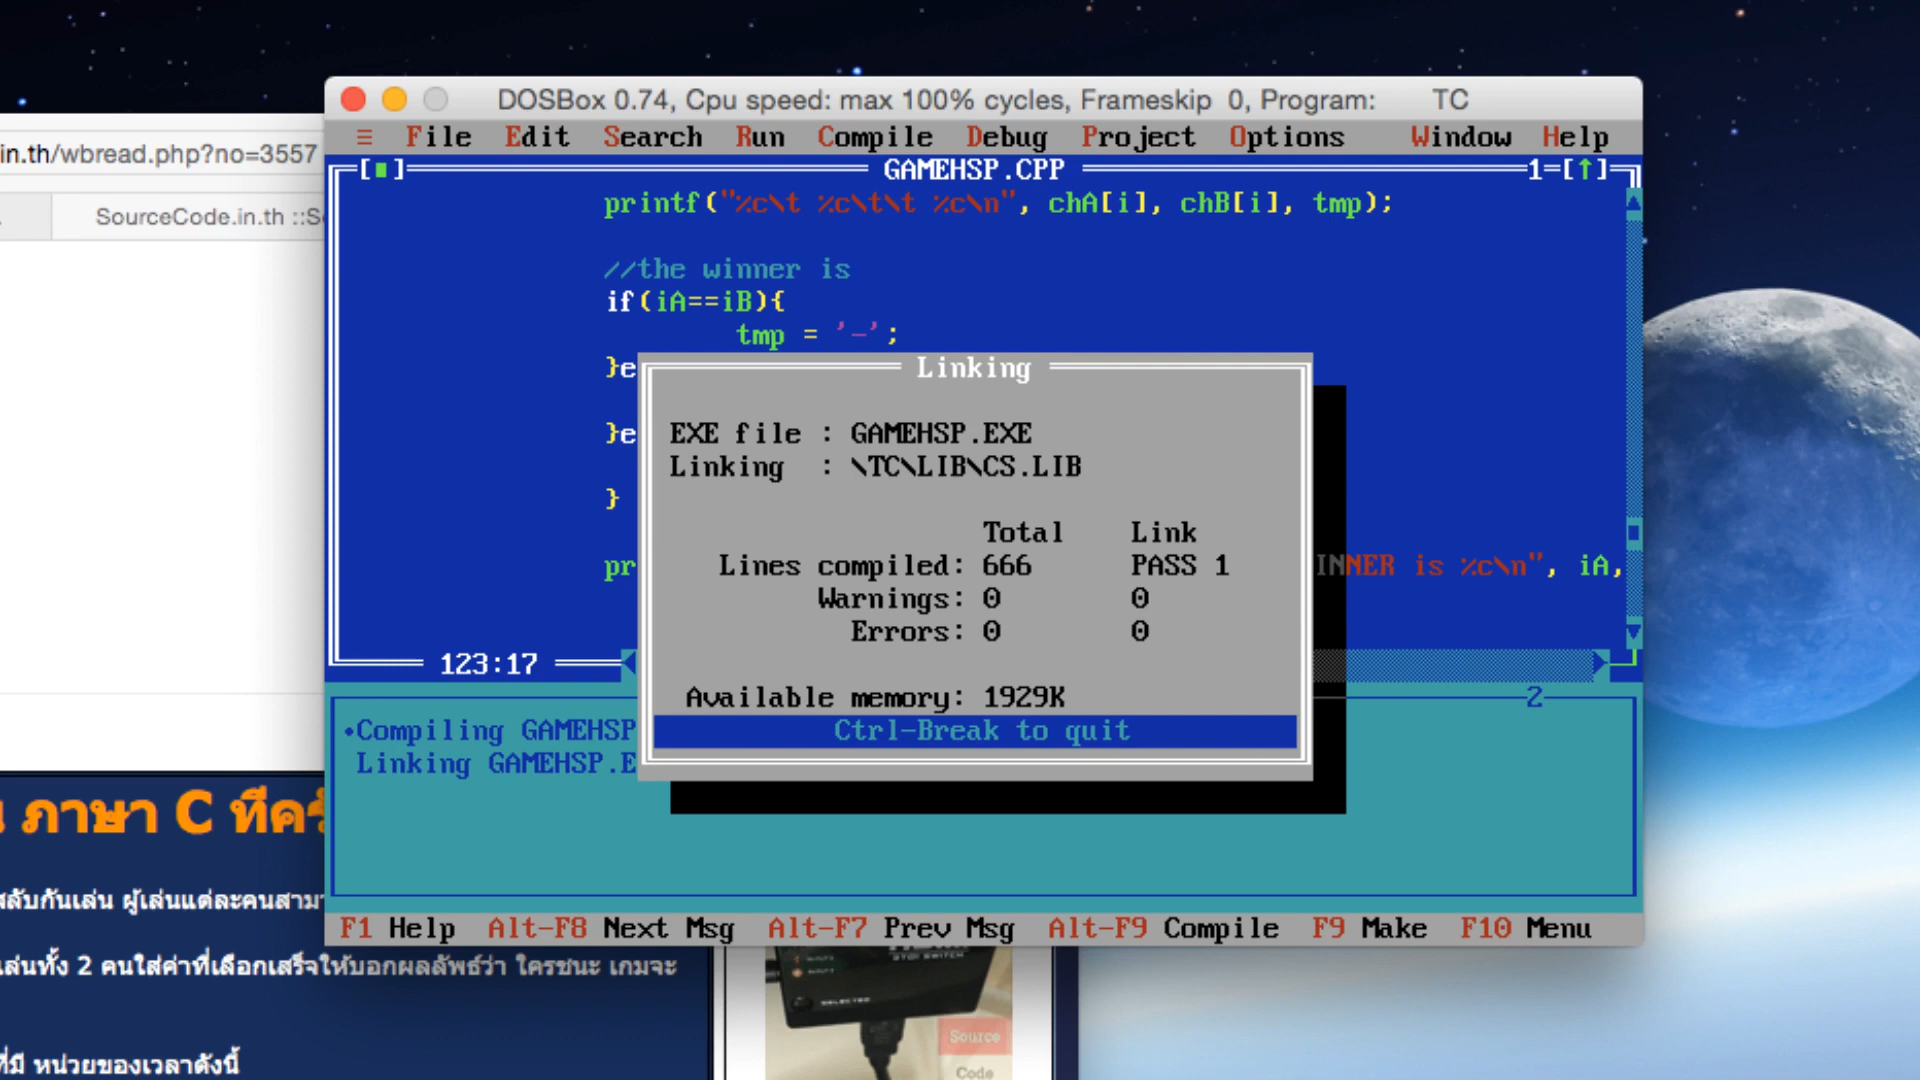 DOSBox 0.74, Cpu speed: max 100% cycles, Frameskip 0, Program: TC
≡ File Edit Search Run Compile Debug Project Options Window Help
in.th/wbread.php?no=3557
SourceCode.in.th ::S
[■] GAMEHSP.CPP 1=[↑]
printf("%c\t %c\t\t %c\n", chA[i], chB[i], tmp);
//the winner is
if(iA==iB){
tmp = '-';
}e
}e
}
pr INNER is %c\n", iA,
123:17
Linking
EXE file : GAMEHSP.EXE
Linking : \TC\LIB\CS.LIB
Total Link
Lines compiled: 666 PASS 1
Warnings: 0 0
Errors: 0 0
Available memory: 1929K
Ctrl-Break to quit
2
•Compiling GAMEHSP
Linking GAMEHSP.E
F1 Help Alt-F8 Next Msg Alt-F7 Prev Msg Alt-F9 Compile F9 Make F10 Menu
ภาษา C ที่คร
สลับกันเล่น ผู้เล่นแต่ละคนสามา
เล่นทั้ง 2 คนใส่ค่าที่เลือกเสร็จให้บอกผลลัพธ์ว่า ใครชนะ เกมจะ
ที่มี หน่วยของเวลาดังนี้
Source
Code